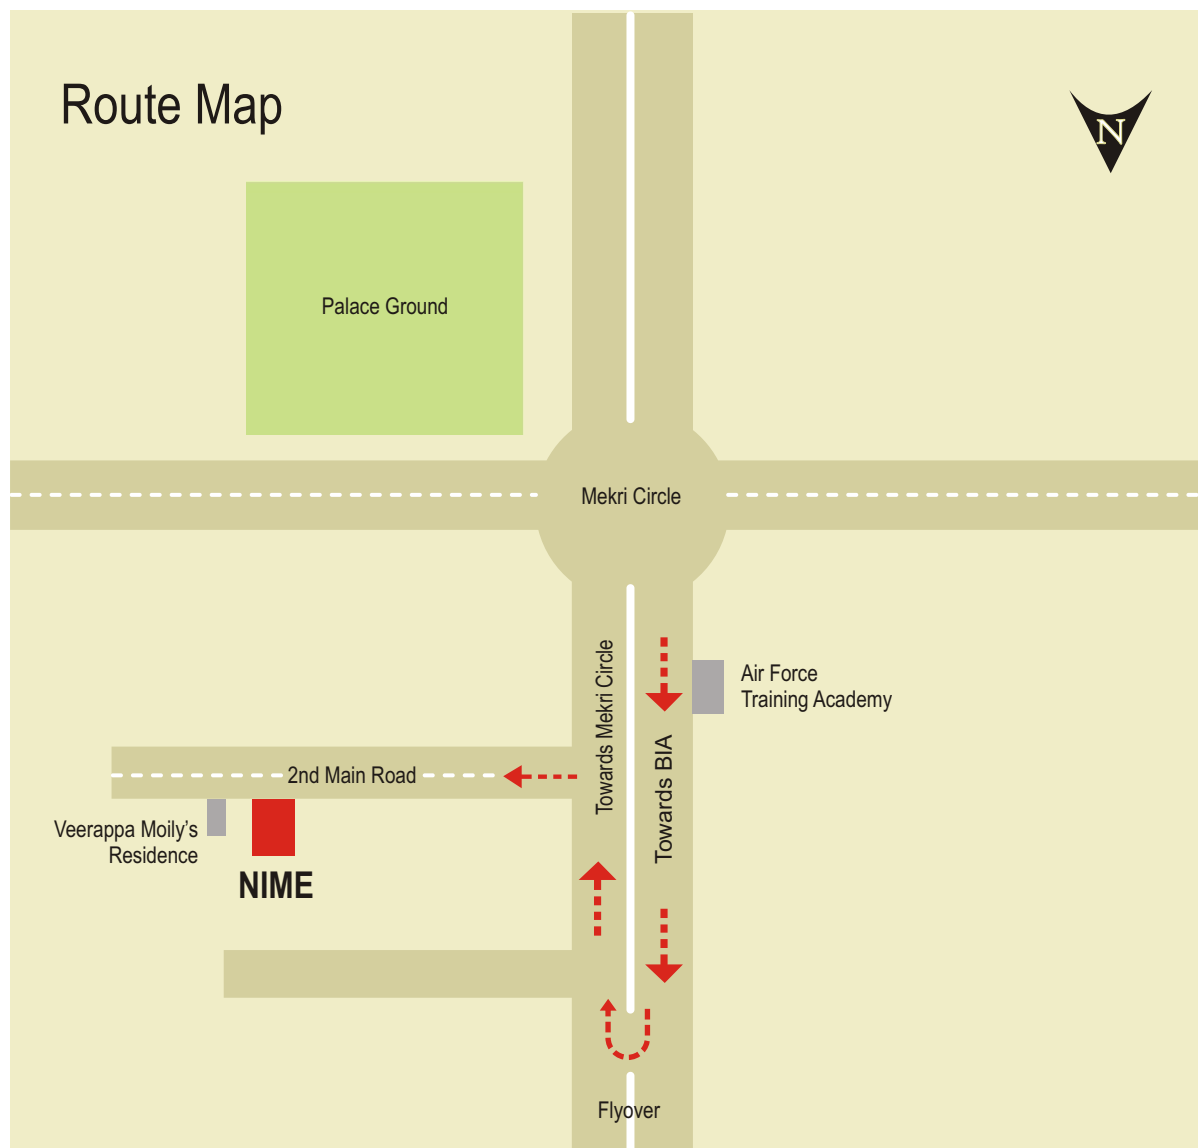 Route Map
N
Palace Ground
Mekri Circle
Towards Mekri Circle
Towards BIA
Air Force
Training Academy
2nd Main Road
Veerappa Moily's
Residence
NIME
Flyover